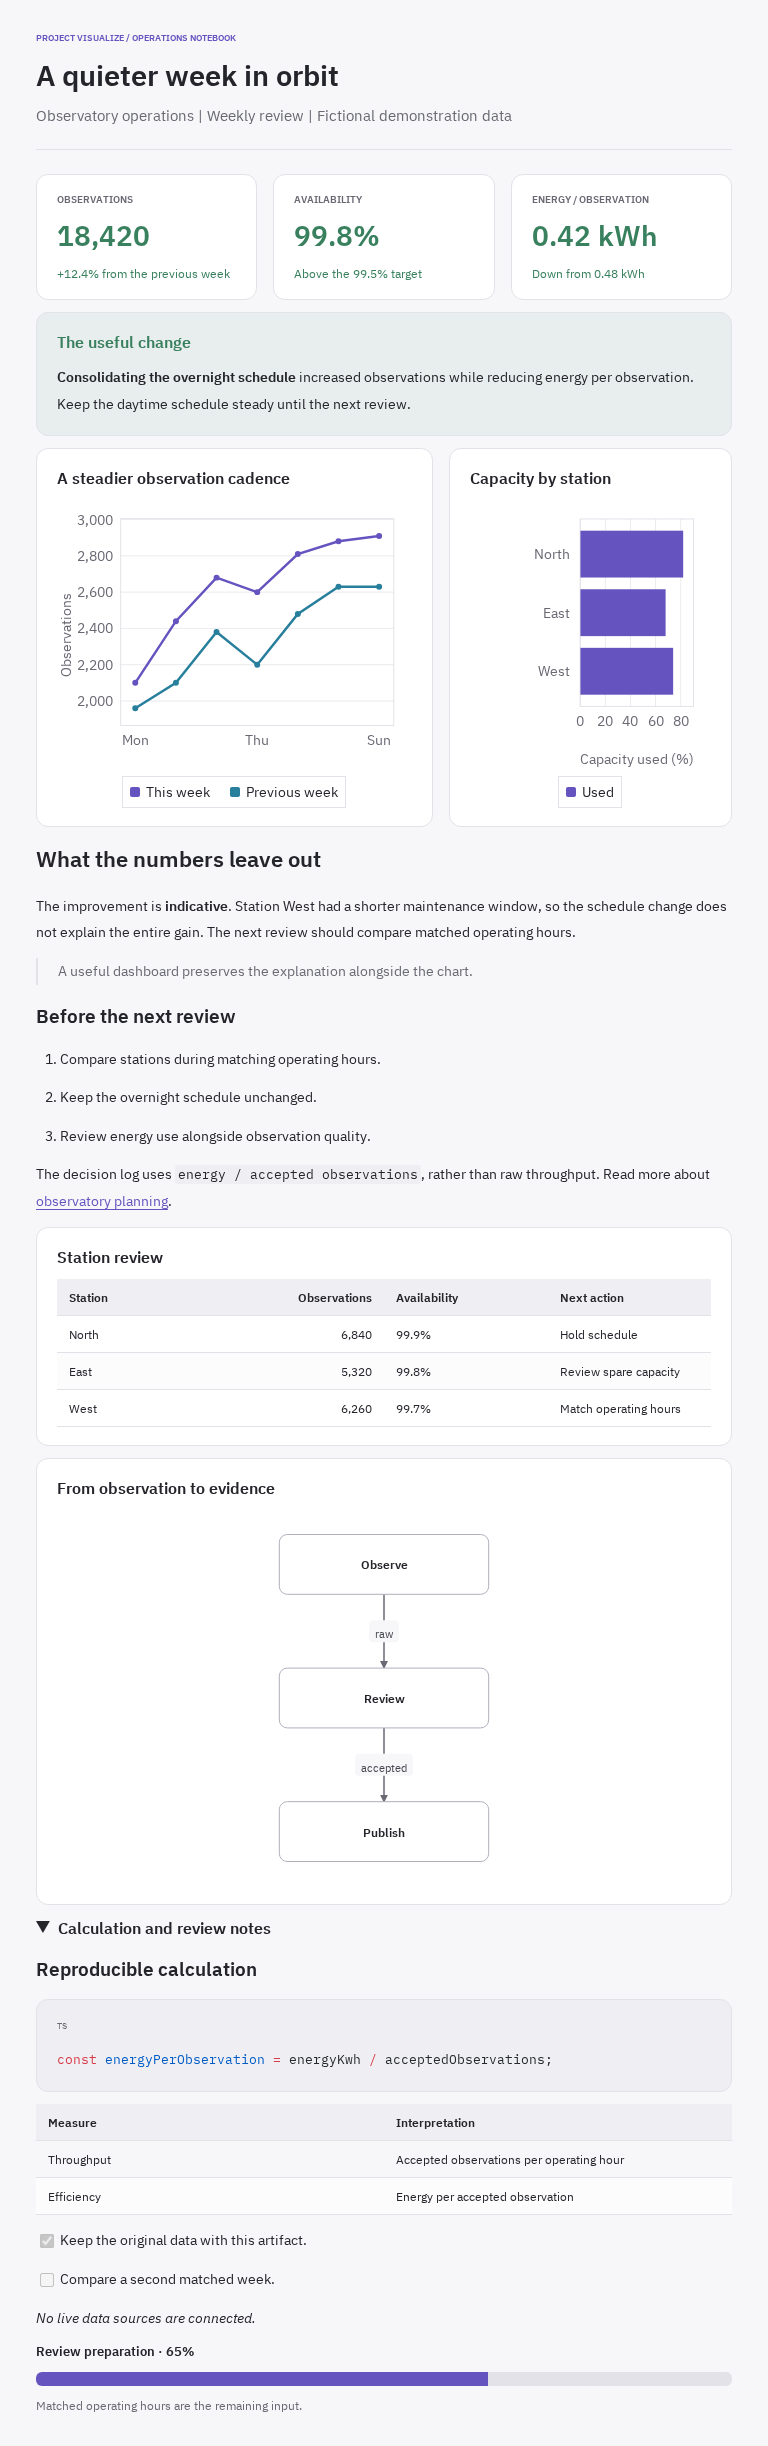 PROJECT VISUALIZE / OPERATIONS NOTEBOOK
A quieter week in orbit
Observatory operations | Weekly review | Fictional demonstration data
OBSERVATIONS
18,420
+12.4% from the previous week
AVAILABILITY
99.8%
Above the 99.5% target
ENERGY / OBSERVATION
0.42 kWh
Down from 0.48 kWh
The useful change
Consolidating the overnight schedule increased observations while reducing energy per observation.
Keep the daytime schedule steady until the next review.
A steadier observation cadence
Observations
3,000
2,800
2,600
2,400
2,200
2,000
Mon Thu Sun
This week Previous week
Capacity by station
North
East
West
0 20 40 60 80
Capacity used (%)
Used
What the numbers leave out
The improvement is indicative. Station West had a shorter maintenance window, so the schedule change does
not explain the entire gain. The next review should compare matched operating hours.
A useful dashboard preserves the explanation alongside the chart.
Before the next review
1. Compare stations during matching operating hours.
2. Keep the overnight schedule unchanged.
3. Review energy use alongside observation quality.
The decision log uses energy / accepted observations, rather than raw throughput. Read more about
observatory planning.
Station review
Station Observations Availability Next action
North 6,840 99.9% Hold schedule
East 5,320 99.8% Review spare capacity
West 6,260 99.7% Match operating hours
From observation to evidence
Observe
raw
Review
accepted
Publish
Calculation and review notes
Reproducible calculation
TS
const energyPerObservation = energyKwh / acceptedObservations;
Measure Interpretation
Throughput Accepted observations per operating hour
Efficiency Energy per accepted observation
Keep the original data with this artifact.
Compare a second matched week.
No live data sources are connected.
Review preparation · 65%
Matched operating hours are the remaining input.